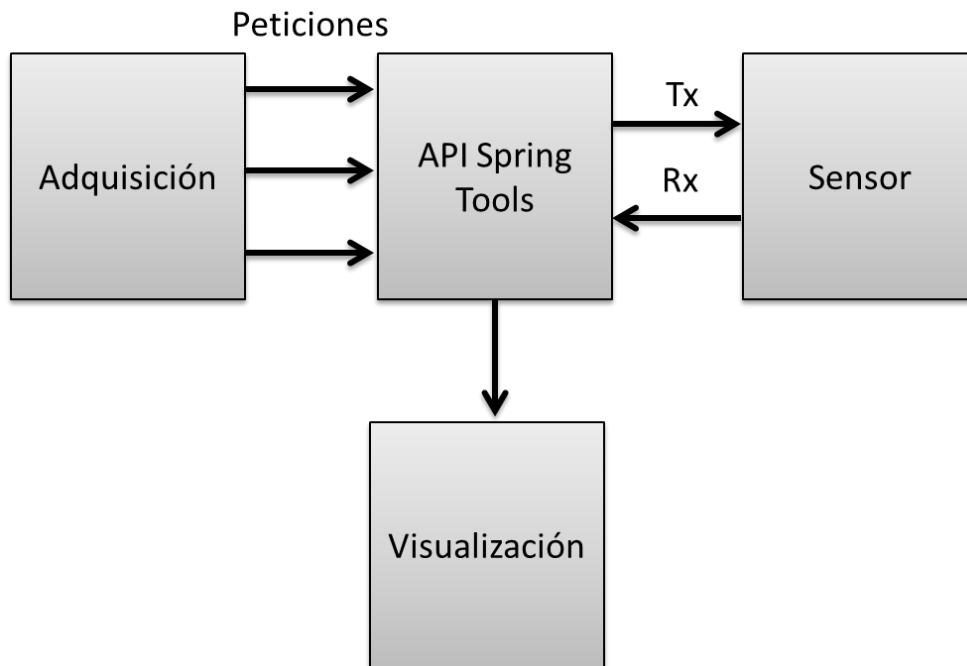 Peticiones
Adquisición
API Spring
Tools
Tx
Rx
Sensor
Visualización